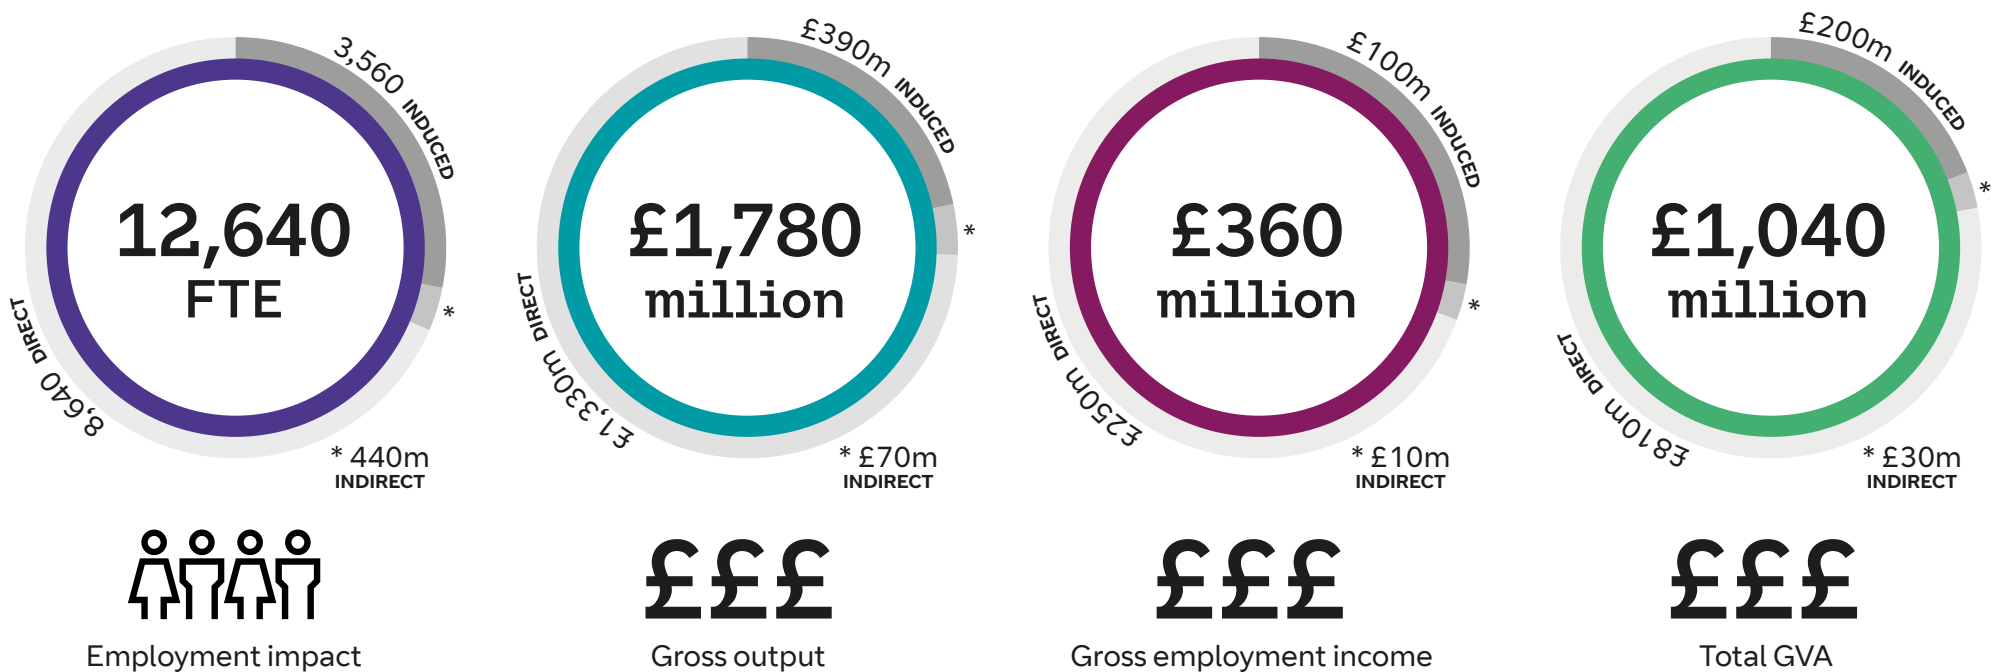 3,560 INDUCED
12,640
FTE
8,640 DIRECT
*
* 440m
INDIRECT
Employment impact
£390m INDUCED
£1,780
million
£1,330m DIRECT
*
* £70m
INDIRECT
£££
Gross output
£100m INDUCED
£360
million
£250m DIRECT
*
* £10m
INDIRECT
£££
Gross employment income
£200m INDUCED
£1,040
million
£810m DIRECT
*
* £30m
INDIRECT
£££
Total GVA